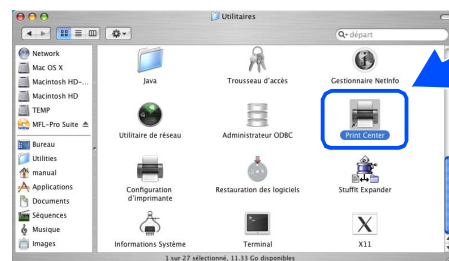 Utilitaires
départ
Network
Mac OS X
Macintosh HD-...
Macintosh HD
TEMP
MFL-Pro Suite
Bureau
Utilities
manual
Applications
Documents
Séquences
Musique
Images
Java
Trousseau d'accès
Gestionnaire NetInfo
Utilitaire de réseau
Administrateur ODBC
Print Center
Configuration
d'imprimante
Restauration des logiciels
StuffIt Expander
Informations Système
Terminal
X11
1 sur 27 sélectionné, 11.33 Go disponibles